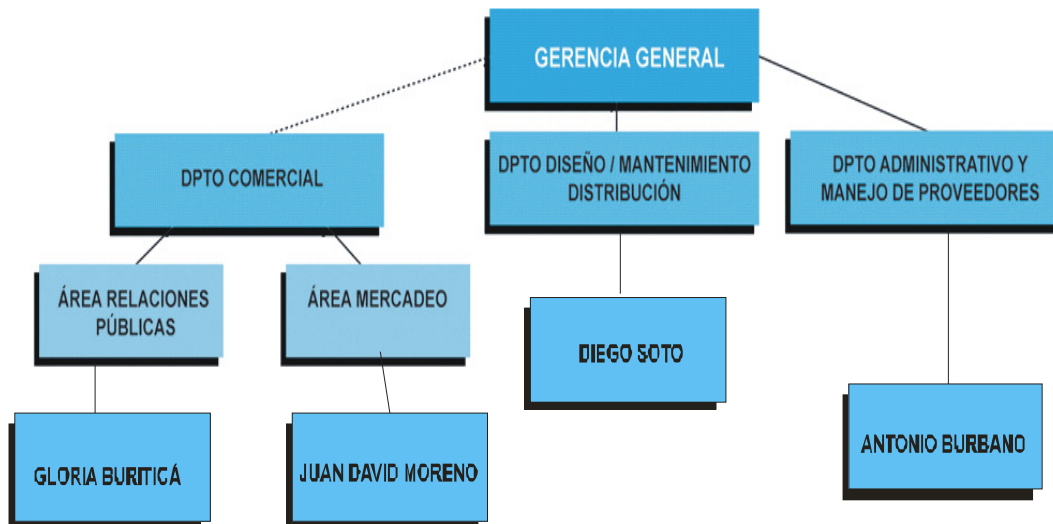 GERENCIA GENERAL
DPTO COMERCIAL
DPTO DISEÑO / MANTENIMIENTO
DISTRIBUCIÓN
DPTO ADMINISTRATIVO Y
MANEJO DE PROVEEDORES
ÁREA RELACIONES
PÚBLICAS
ÁREA MERCADEO
DIEGO SOTO
GLORIA BURITICÁ
JUAN DAVID MORENO
ANTONIO BURBANO